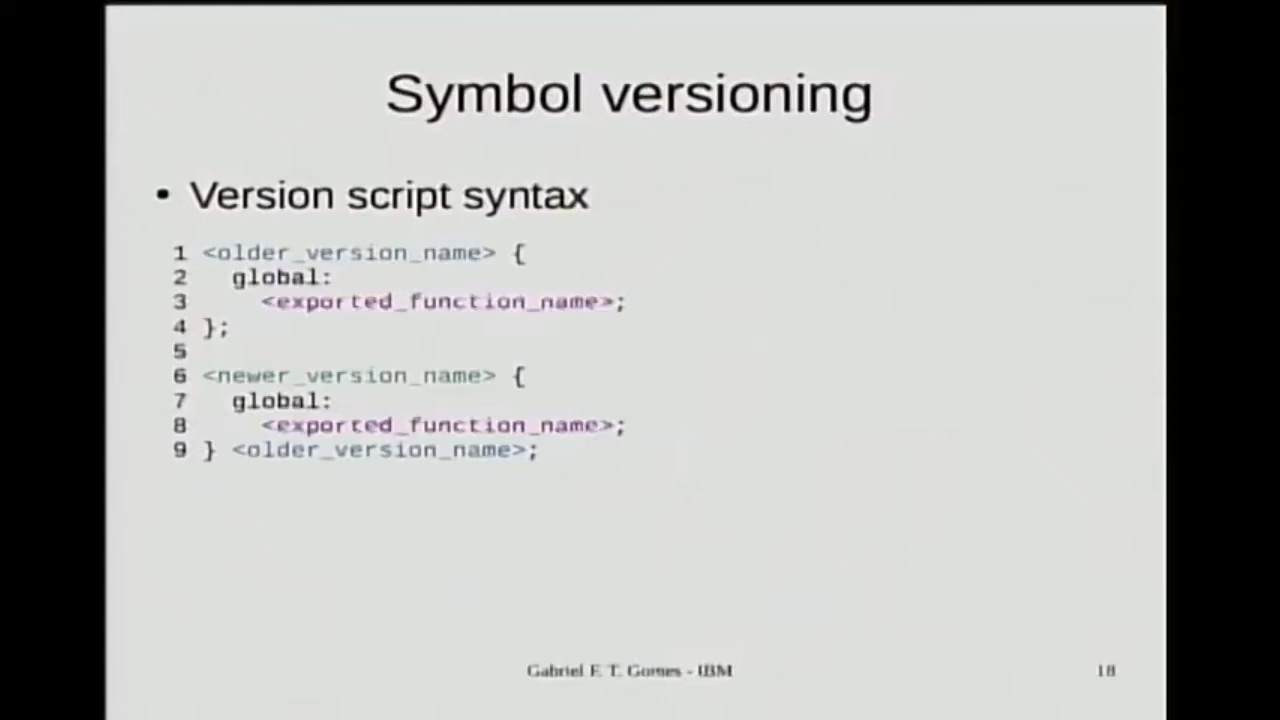 Symbol versioning
• Version script syntax
1 <older_version_name> {
2   global:
3     <exported_function_name>;
4 };
5
6 <newer_version_name> {
7   global:
8     <exported_function_name>;
9 } <older_version_name>;
Gabriel F. T. Gomes - IBM
18